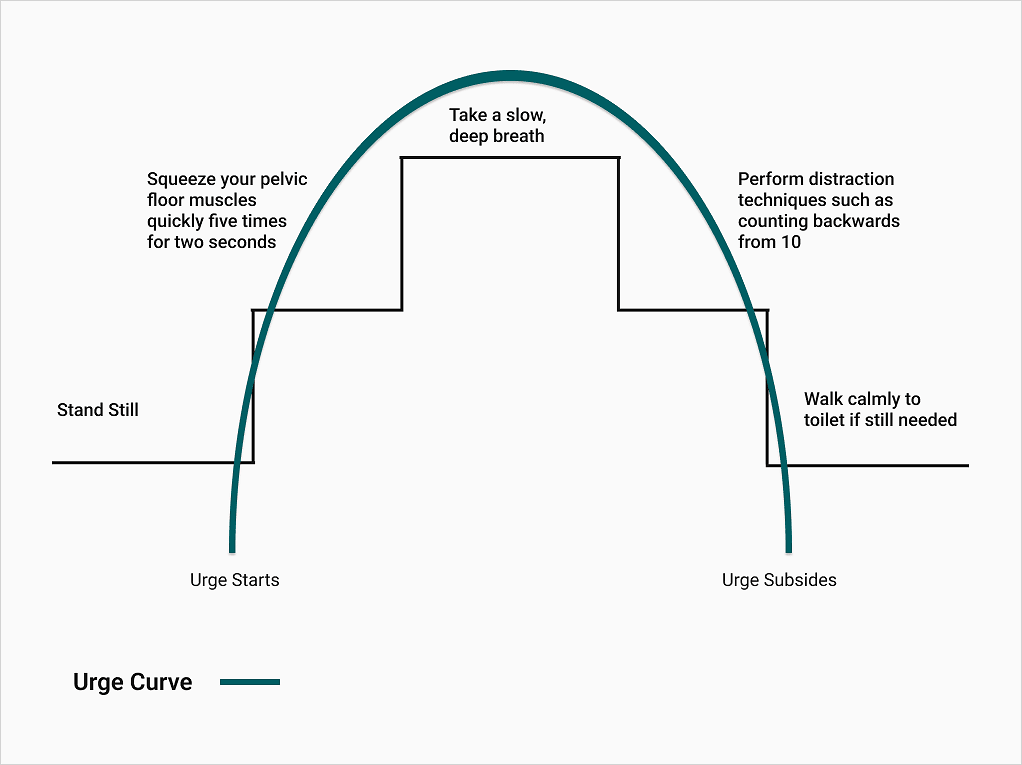 Take a slow,
deep breath
Squeeze your pelvic
floor muscles
quickly five times
for two seconds
Perform distraction
techniques such as
counting backwards
from 10
Stand Still
Walk calmly to
toilet if still needed
Urge Starts
Urge Subsides
Urge Curve